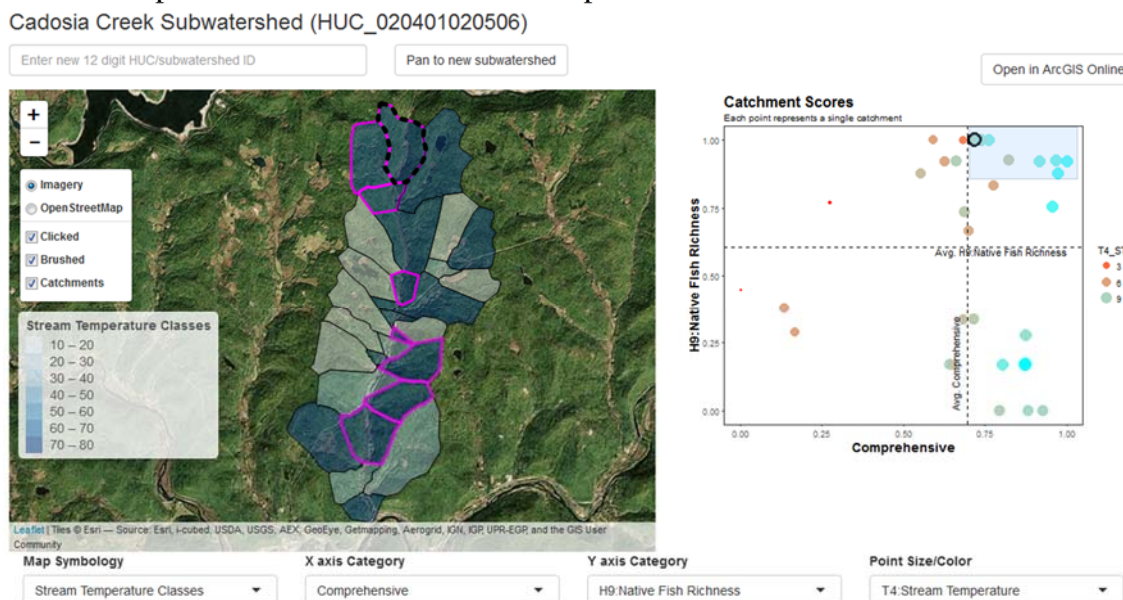 Cadosia Creek Subwatershed (HUC_020401020506)
Enter new 12 digit HUC/subwatershed ID
Pan to new subwatershed
Open in ArcGIS Online
+
−
Imagery
OpenStreetMap
Clicked
Brushed
Catchments
Stream Temperature Classes
10 – 20
20 – 30
30 – 40
40 – 50
50 – 60
60 – 70
70 – 80
Leaflet | Tiles © Esri — Source: Esri, i-cubed, USDA, USGS, AEX, GeoEye, Getmapping, Aerogrid, IGN, IGP, UPR-EGP, and the GIS User
Community
Catchment Scores
Each point represents a single catchment
H9:Native Fish Richness
1.00
0.75
0.50
0.25
0.00
Avg. H9:Native Fish Richness
Avg. Comprehensive
0.00 0.25 0.50 0.75 1.00
Comprehensive
T4_ST
3
6
9
Map Symbology
Stream Temperature Classes
X axis Category
Comprehensive
Y axis Category
H9:Native Fish Richness
Point Size/Color
T4:Stream Temperature